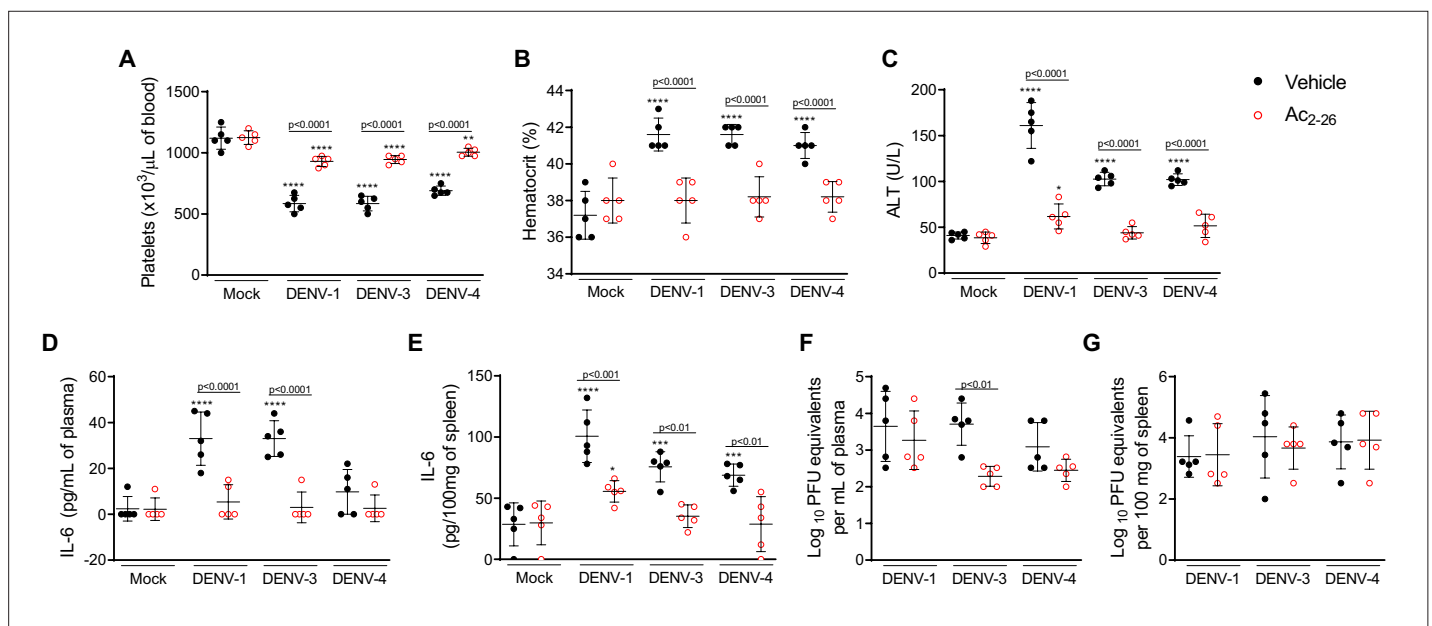 A
Platelets (x10³/μL of blood)
1500
1000
500
0
p<0.0001
p<0.0001
p<0.0001
****
****
**
****
****
****
Mock
DENV-1
DENV-3
DENV-4
B
Hematocrit (%)
44
42
40
38
36
34
p<0.0001
p<0.0001
p<0.0001
****
****
****
Mock
DENV-1
DENV-3
DENV-4
C
ALT (U/L)
200
150
100
50
0
p<0.0001
p<0.0001
p<0.0001
****
*
****
****
Mock
DENV-1
DENV-3
DENV-4
Vehicle
Ac₂₋₂₆
D
IL-6 (pg/mL of plasma)
60
40
20
0
-20
p<0.0001
p<0.0001
****
****
Mock
DENV-1
DENV-3
DENV-4
E
IL-6
(pg/100mg of spleen)
150
100
50
0
p<0.001
p<0.01
p<0.01
****
*
***
***
Mock
DENV-1
DENV-3
DENV-4
F
Log ₁₀ PFU equivalents
per mL of plasma
5
4
3
2
1
0
p<0.01
DENV-1
DENV-3
DENV-4
G
Log ₁₀ PFU equivalents
per 100 mg of spleen
6
4
2
0
DENV-1
DENV-3
DENV-4